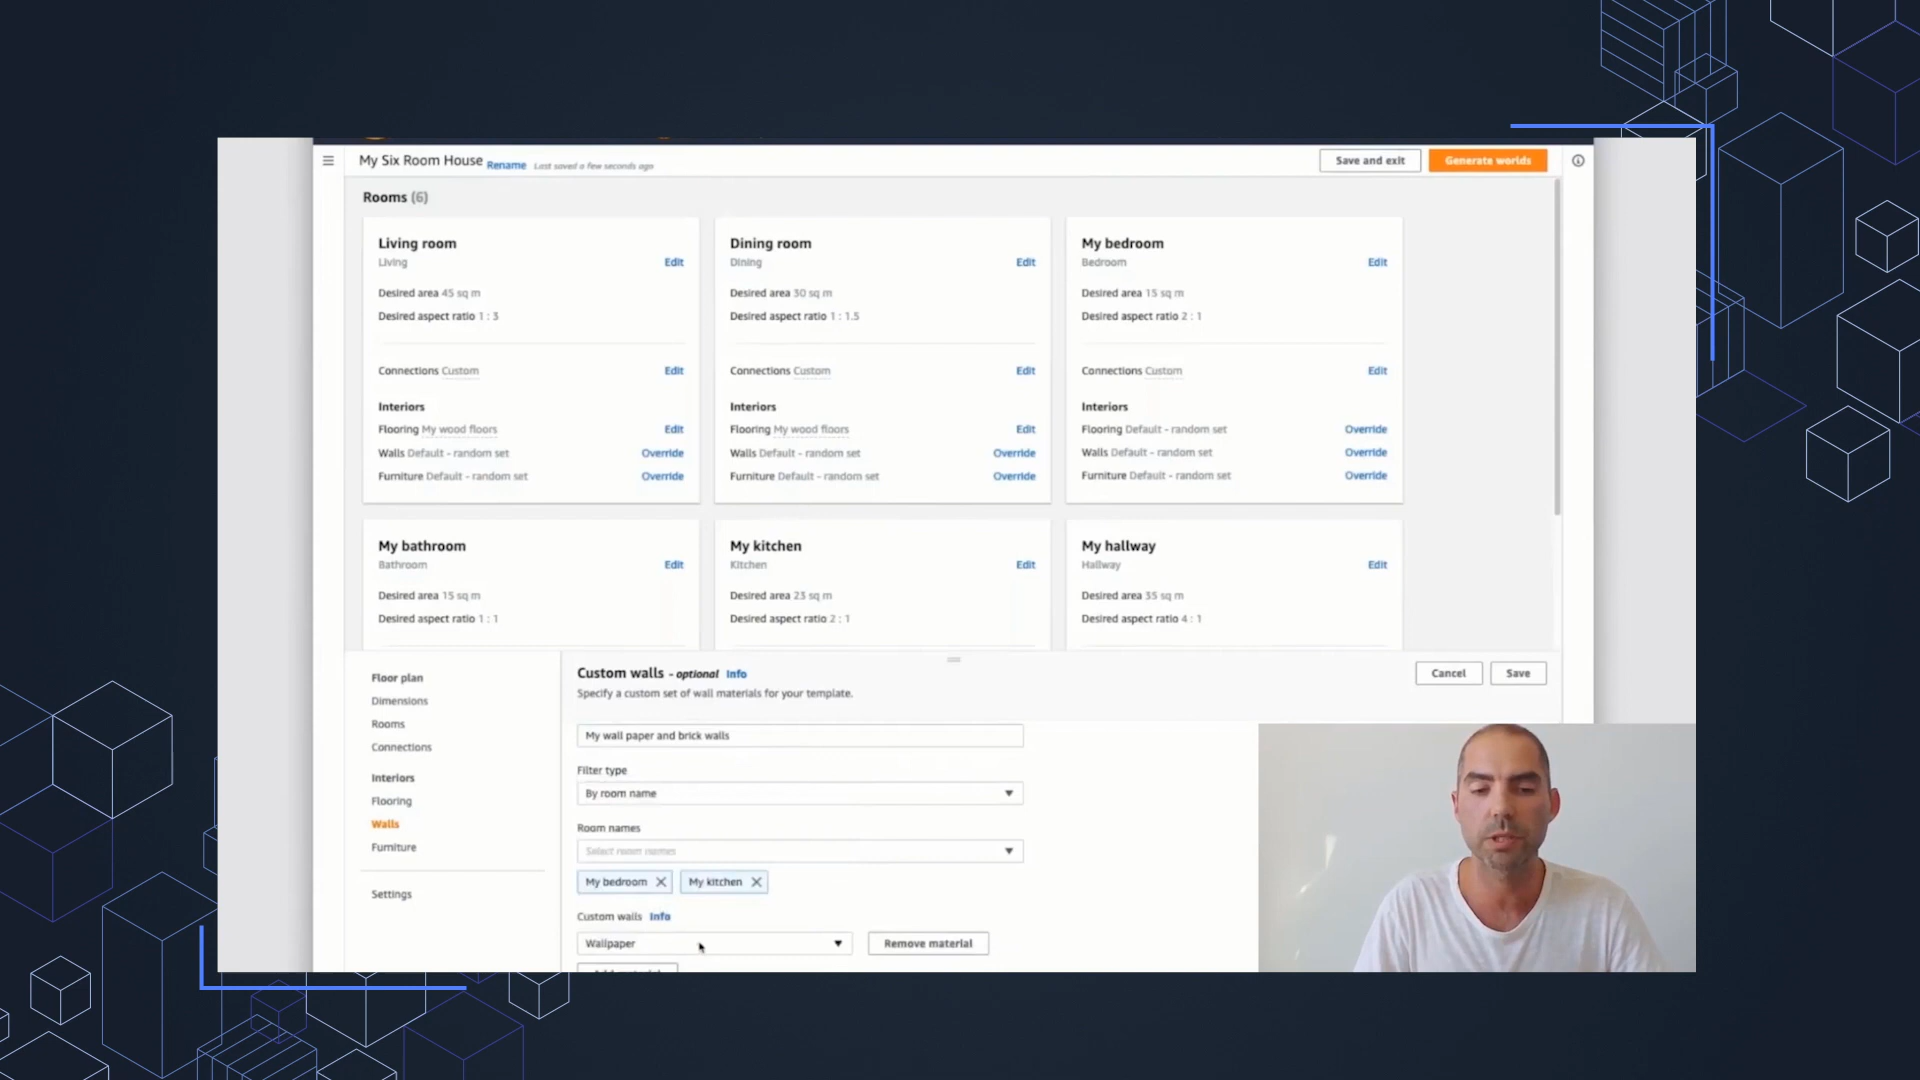 My Six Room House Rename Last saved a few seconds ago Save and exit Generate worlds
Rooms (6)
Living room
Living Edit
Desired area 45 sq m
Desired aspect ratio 1 : 3
Connections Custom Edit
Interiors
Flooring My wood floors Edit
Walls Default - random set Override
Furniture Default - random set Override
Dining room
Dining Edit
Desired area 30 sq m
Desired aspect ratio 1 : 1.5
Connections Custom Edit
Interiors
Flooring My wood floors Edit
Walls Default - random set Override
Furniture Default - random set Override
My bedroom
Bedroom Edit
Desired area 15 sq m
Desired aspect ratio 2 : 1
Connections Custom Edit
Interiors
Flooring Default - random set Override
Walls Default - random set Override
Furniture Default - random set Override
My bathroom
Bathroom Edit
Desired area 15 sq m
Desired aspect ratio 1 : 1
My kitchen
Kitchen Edit
Desired area 23 sq m
Desired aspect ratio 2 : 1
My hallway
Hallway Edit
Desired area 35 sq m
Desired aspect ratio 4 : 1
Floor plan
Dimensions
Rooms
Connections
Interiors
Flooring
Walls
Furniture
Settings
Custom walls - optional Info Cancel Save
Specify a custom set of wall materials for your template.
My wall paper and brick walls
Filter type
By room name
Room names
Select room names
My bedroom My kitchen
Custom walls Info
Wallpaper Remove material